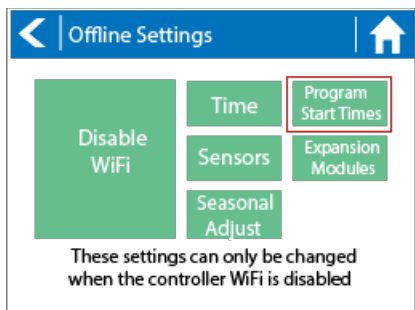 Offline Settings
Disable
WiFi
Time
Program
Start Times
Sensors
Expansion
Modules
Seasonal
Adjust
These settings can only be changed
when the controller WiFi is disabled